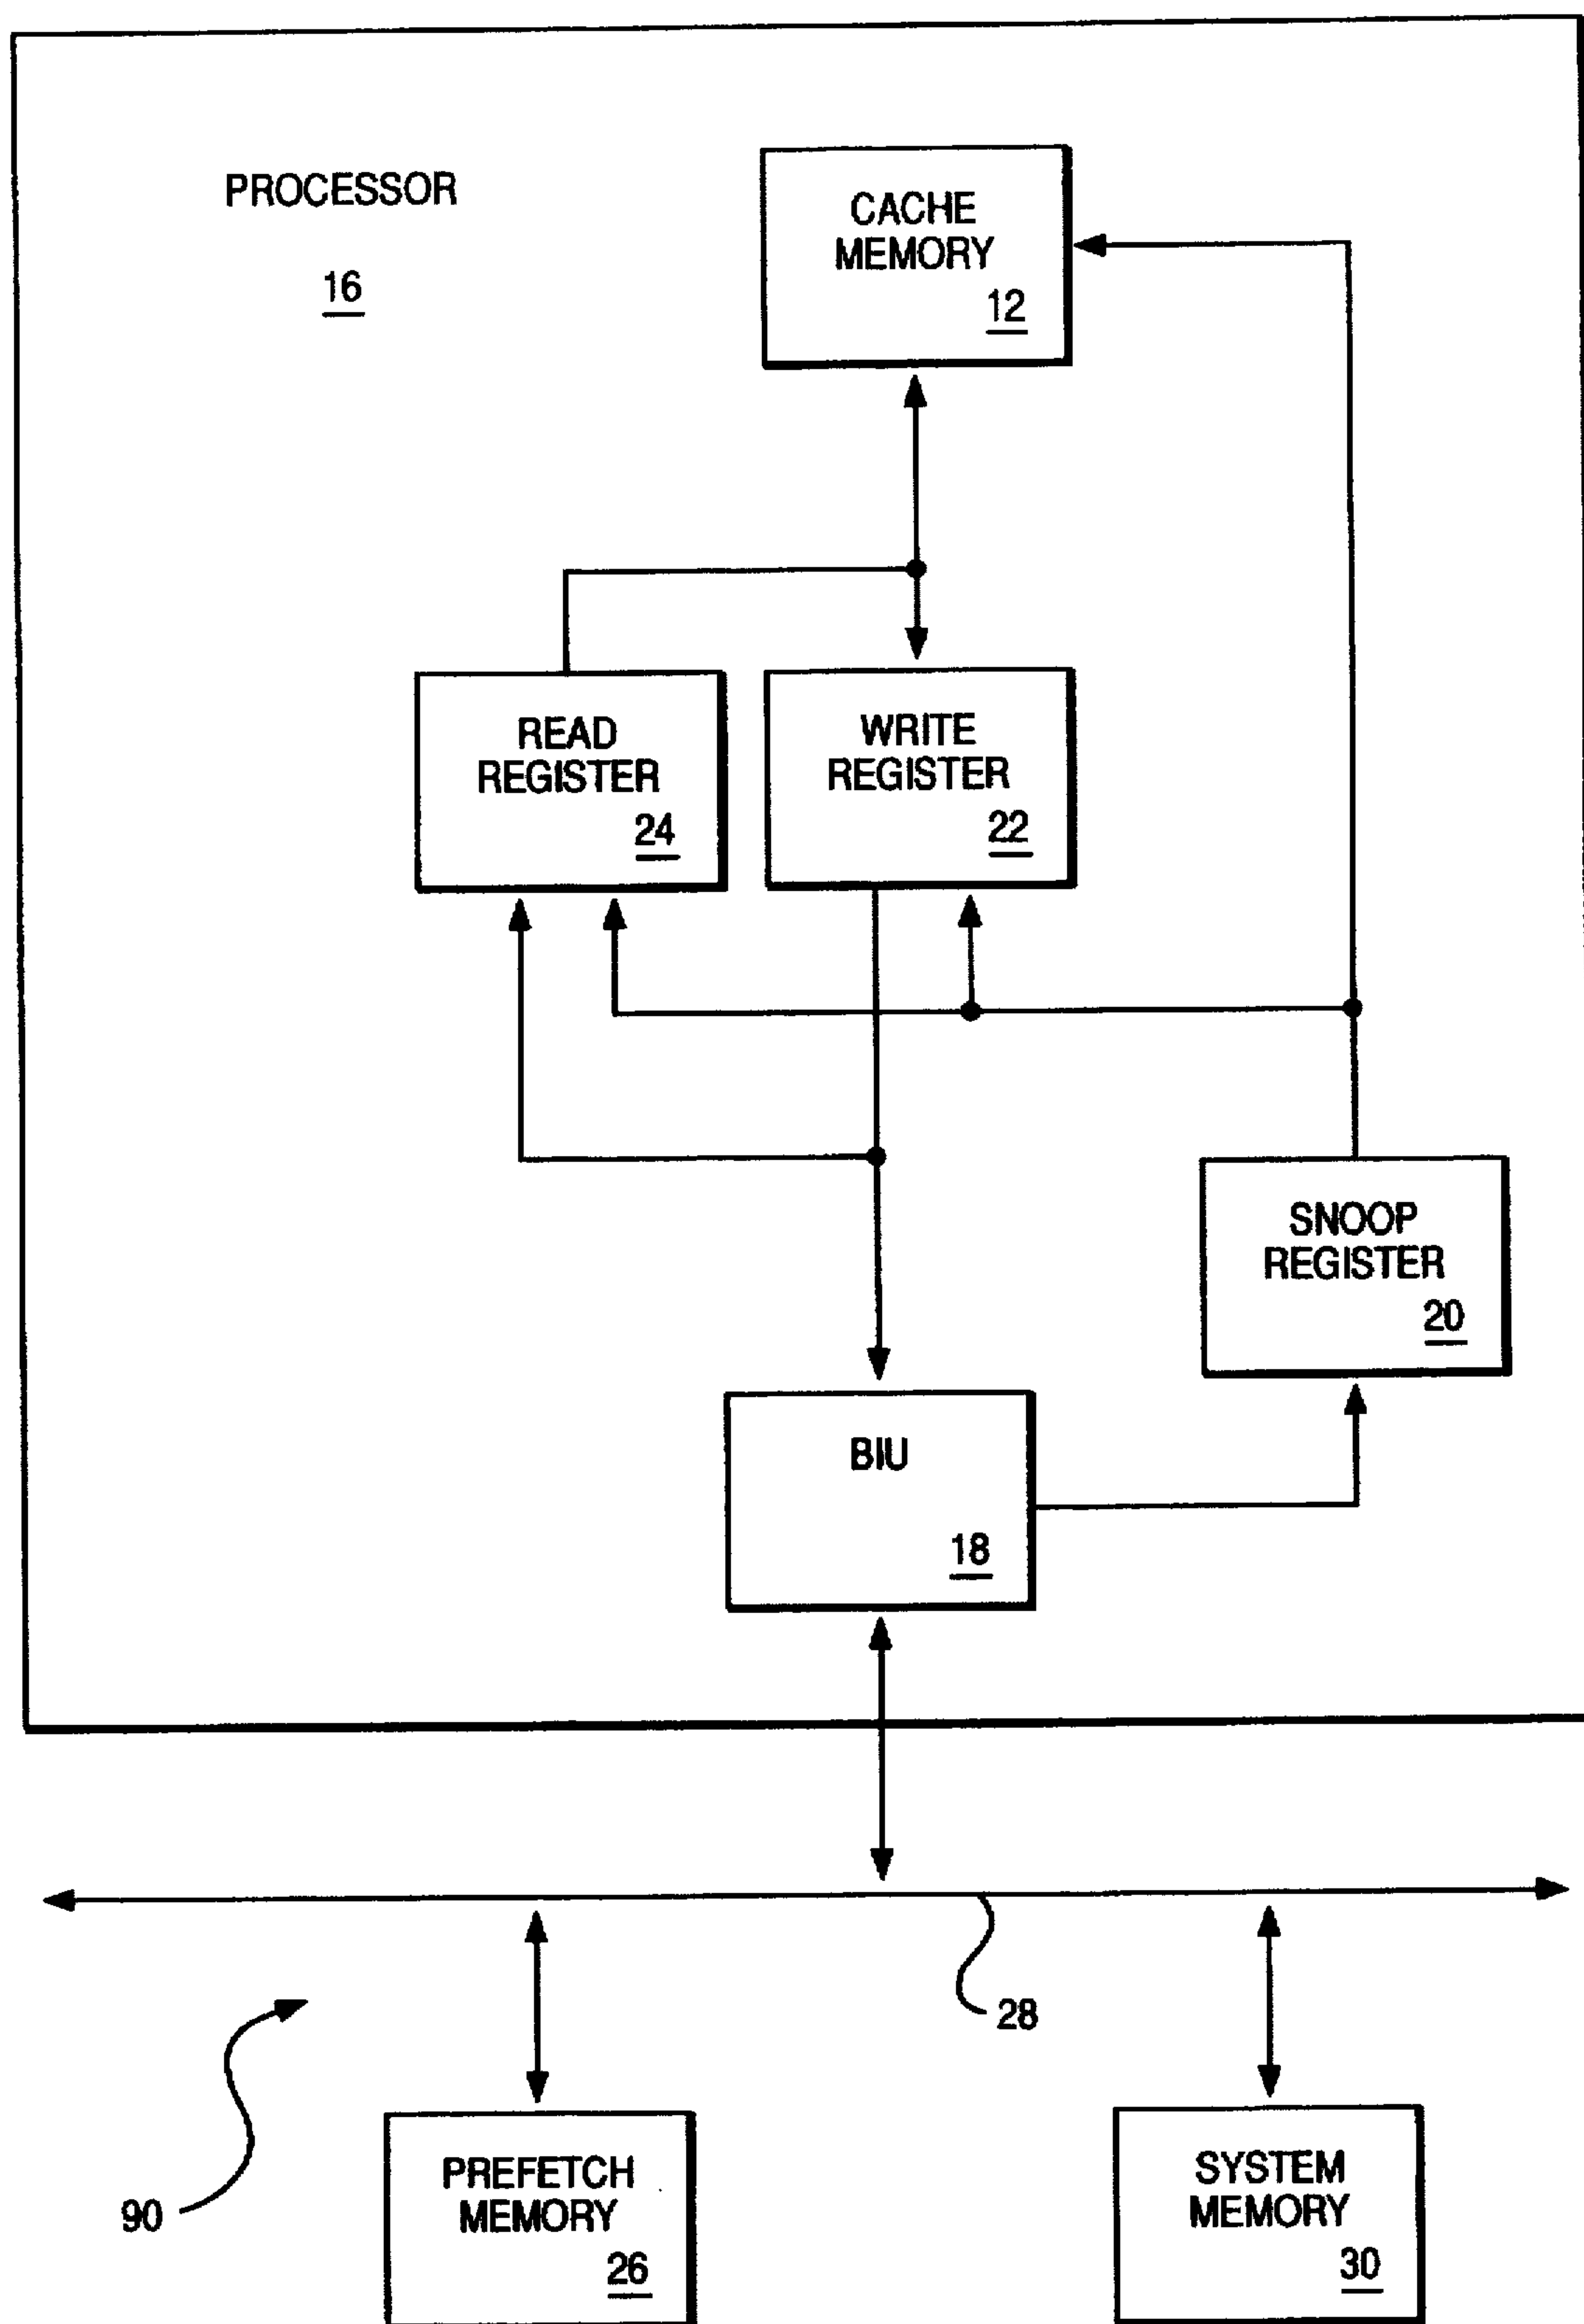 PROCESSOR
16
CACHE
MEMORY
12
READ
REGISTER
24
WRITE
REGISTER
22
SNOOP
REGISTER
20
BIU
18
28
90
PREFETCH
MEMORY
26
SYSTEM
MEMORY
30